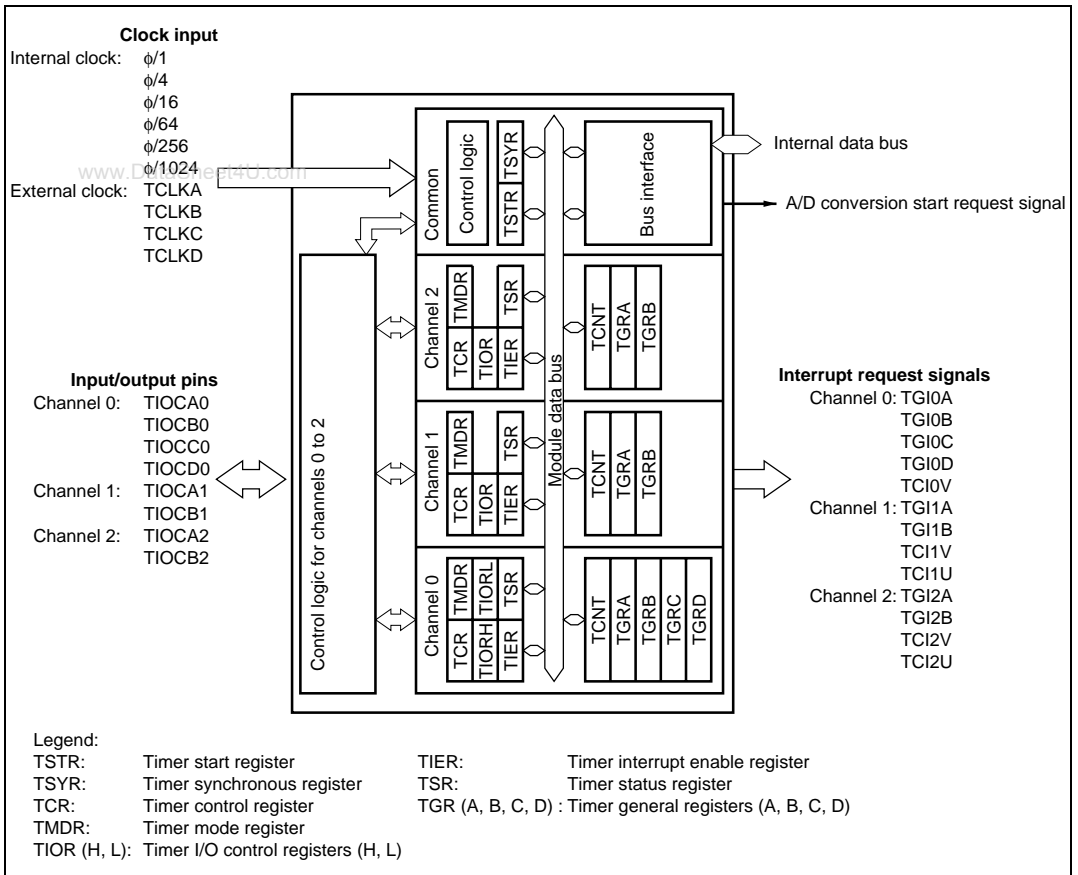 Clock input
Internal clock: ϕ/1
ϕ/4
ϕ/16
ϕ/64
ϕ/256
ϕ/1024
www.DataSheet4U.com
External clock: TCLKA
TCLKB
TCLKC
TCLKD
Input/output pins
Channel 0: TIOCA0
TIOCB0
TIOCC0
TIOCD0
Channel 1: TIOCA1
TIOCB1
Channel 2: TIOCA2
TIOCB2
Control logic for channels 0 to 2
Common
Control logic
TSTR TSYR
Bus interface
Channel 2
TCR TMDR
TIOR
TIER TSR
TCNT
TGRA
TGRB
Channel 1
TCR TMDR
TIOR
TIER TSR
TCNT
TGRA
TGRB
Channel 0
TCR TMDR
TIORH TIORL
TIER TSR
TCNT
TGRA
TGRB
TGRC
TGRD
Module data bus
Internal data bus
A/D conversion start request signal
Interrupt request signals
Channel 0: TGI0A
TGI0B
TGI0C
TGI0D
TCI0V
Channel 1: TGI1A
TGI1B
TCI1V
TCI1U
Channel 2: TGI2A
TGI2B
TCI2V
TCI2U
Legend:
TSTR: Timer start register
TSYR: Timer synchronous register
TCR: Timer control register
TMDR: Timer mode register
TIOR (H, L): Timer I/O control registers (H, L)
TIER: Timer interrupt enable register
TSR: Timer status register
TGR (A, B, C, D) : Timer general registers (A, B, C, D)